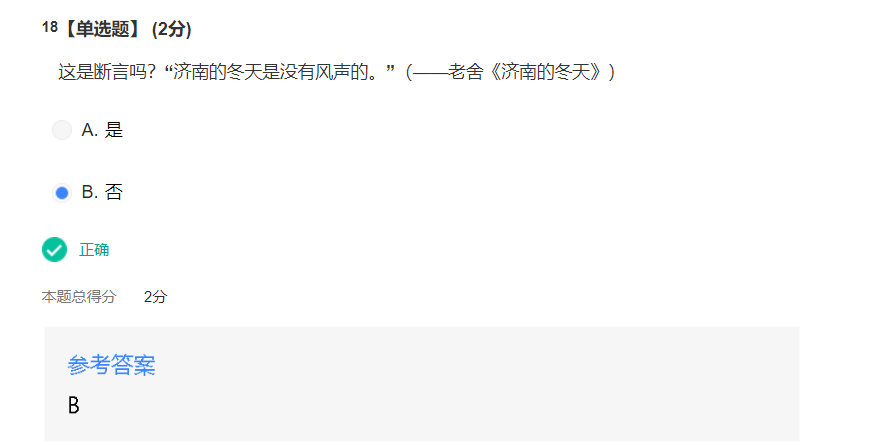 18【单选题】 (2分)
这是断言吗？“济南的冬天是没有风声的。”（——老舍《济南的冬天》）
A. 是
B. 否
正确
本题总得分 2分
参考答案
B